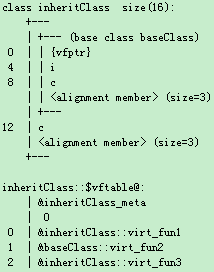 class inheritClass  size(16):
        +---
        | +--- (base class baseClass)
 0      | | {vfptr}
 4      | | i
 8      | | c
        | | <alignment member> (size=3)
        | +---
12      | c
        | <alignment member> (size=3)
        +---
inheritClass::$vftable@:
        | &inheritClass_meta
        |  0
 0      | &inheritClass::virt_fun1
 1      | &baseClass::virt_fun2
 2      | &inheritClass::virt_fun3